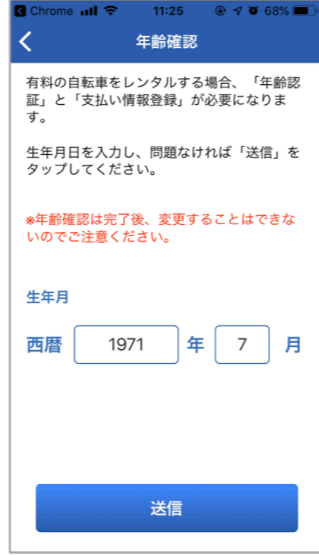 Chrome 11:25 68%
年齢確認
有料の自転車をレンタルする場合、「年齢認
証」と「支払い情報登録」が必要になりま
す。
生年月日を入力し、問題なければ「送信」を
タップしてください。
※年齢確認は完了後、変更することはできな
いのでご注意ください。
生年月
西暦 1971 年 7 月
送信